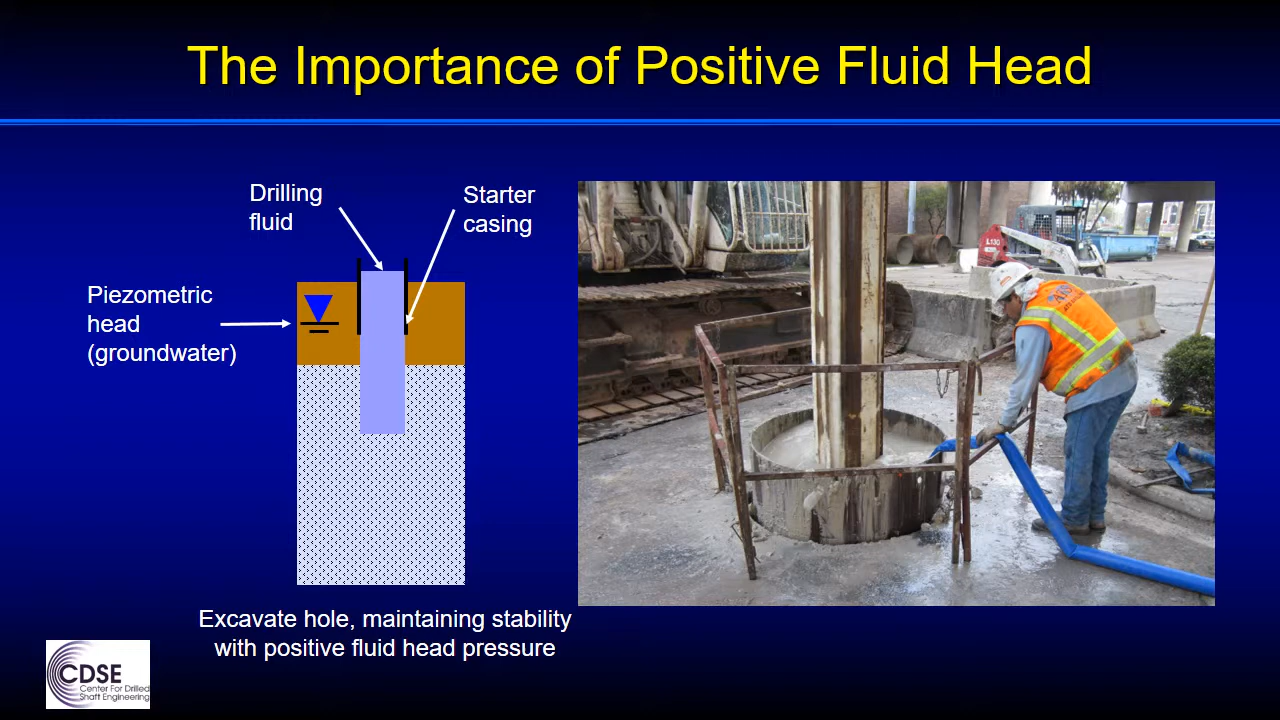 The Importance of Positive Fluid Head
Drilling
fluid
Starter
casing
Piezometric
head
(groundwater)
L130
Excavate hole, maintaining stability
with positive fluid head pressure
CDSE
Center For Drilled
Shaft Engineering